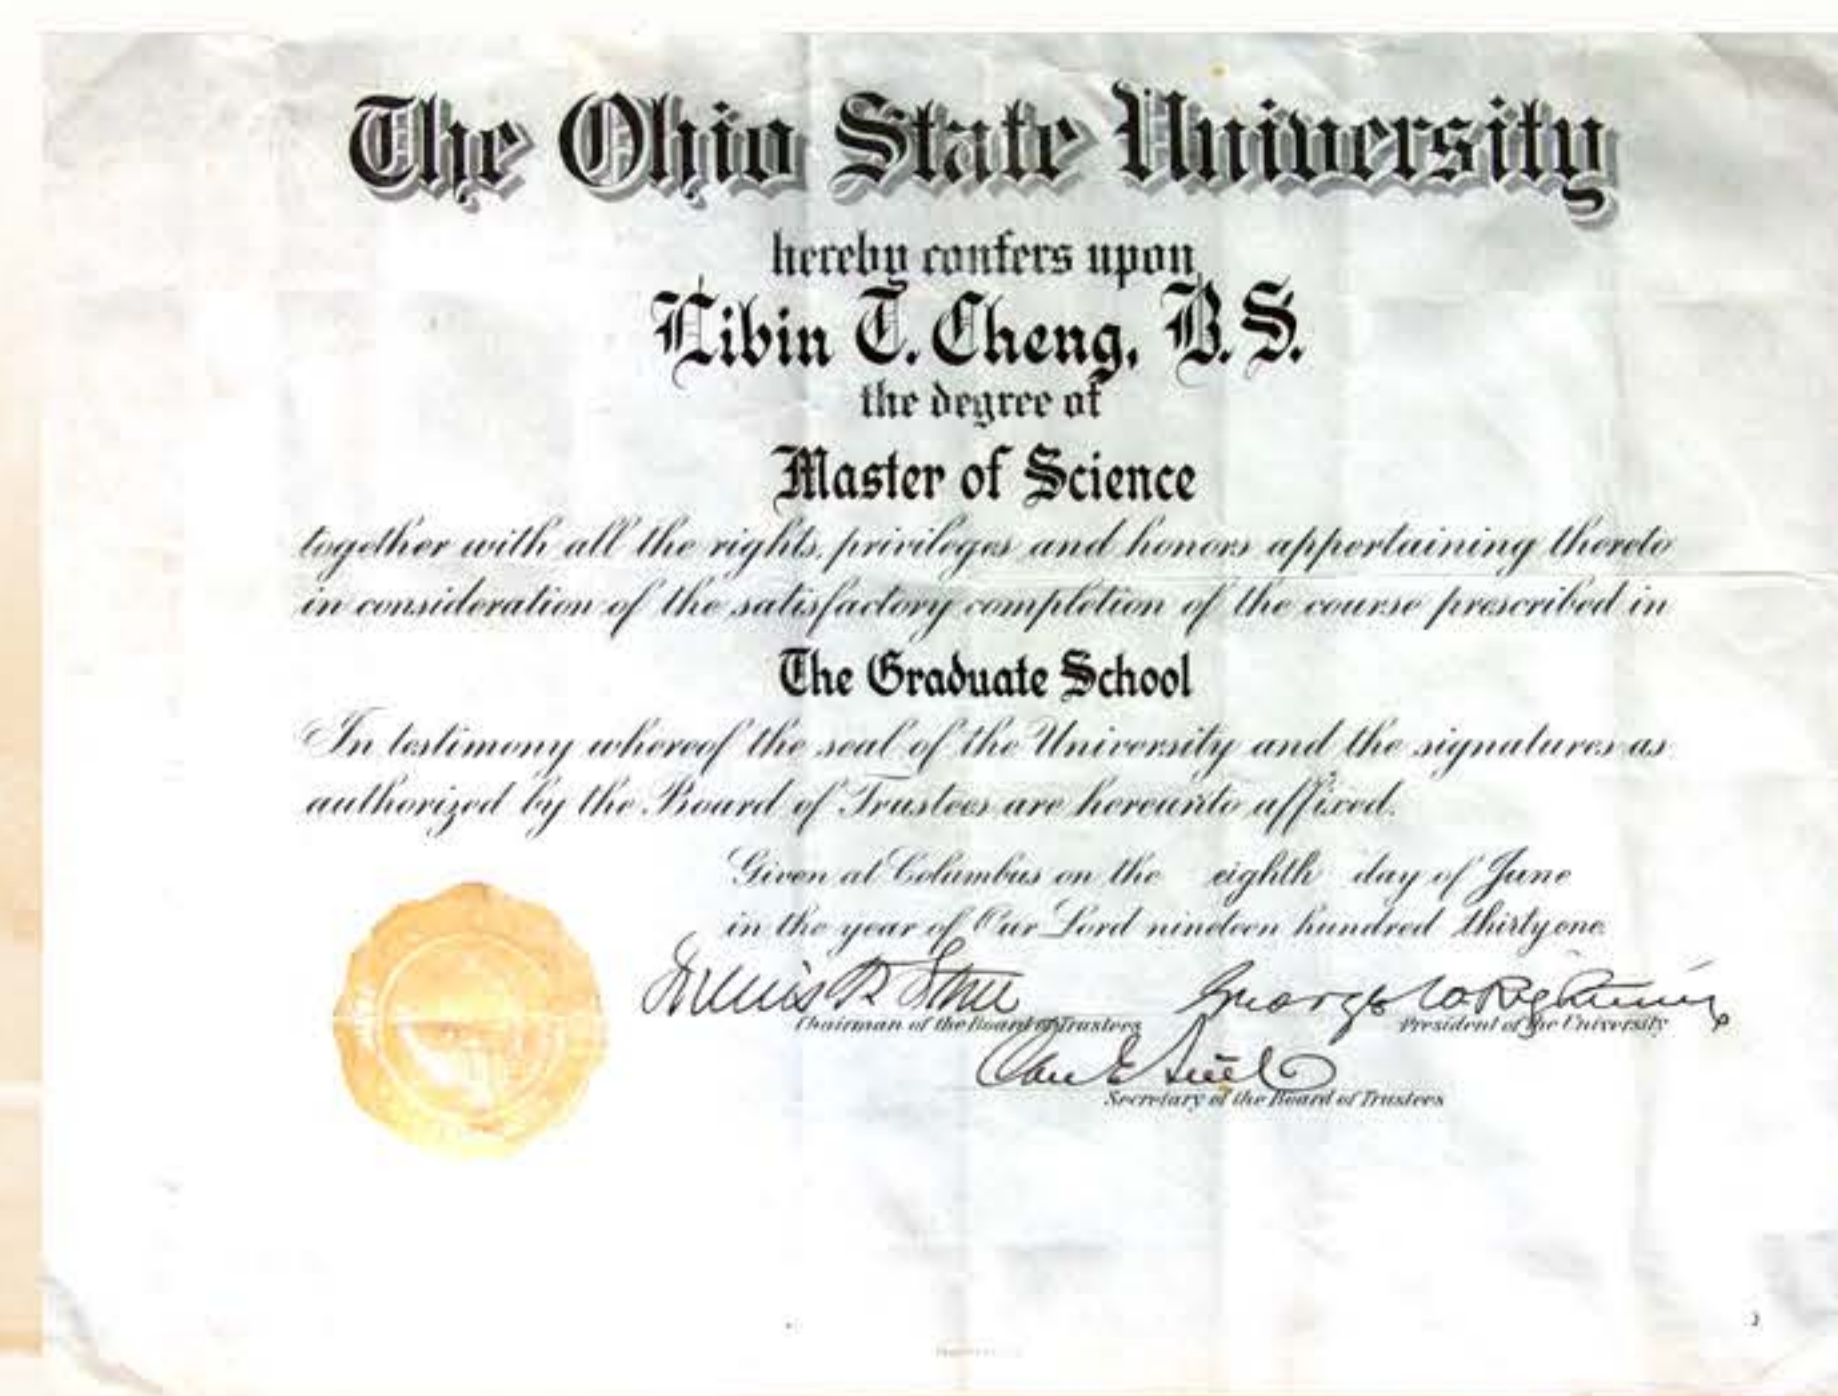 The Ohio State University
hereby confers upon
Libin T. Cheng, B.S.
the degree of
Master of Science
together with all the rights, privileges and honors appertaining thereto
in consideration of the satisfactory completion of the course prescribed in
The Graduate School
In testimony whereof the seal of the University and the signatures as
authorized by the Board of Trustees are hereunto affixed.
Given at Columbus on the eighth day of June
in the year of Our Lord nineteen hundred thirty one
George W Rightmire
Chairman of the Board of Trustees
President of the University
Carl E Steeb
Secretary of the Board of Trustees